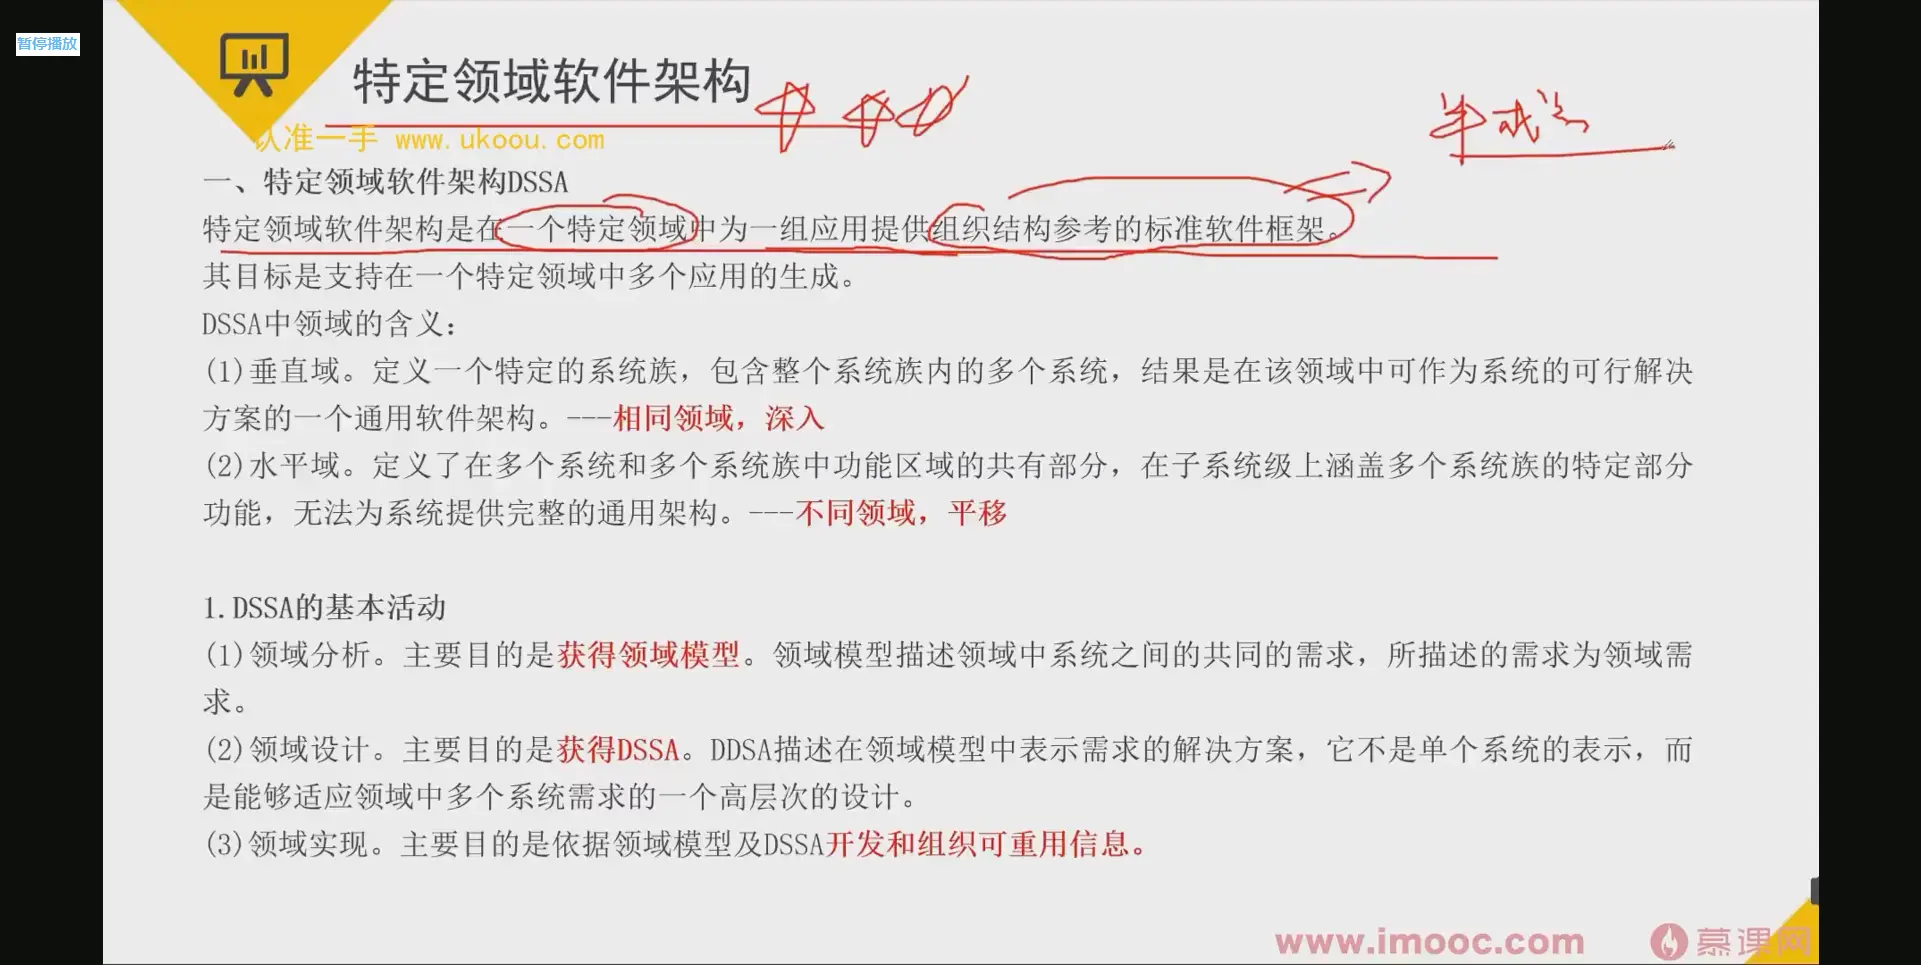 暂停播放
特定领域软件架构
认准一手 www.ukoou.com
半成
一、特定领域软件架构DSSA
特定领域软件架构是在一个特定领域中为一组应用提供组织结构参考的标准软件框架。
其目标是支持在一个特定领域中多个应用的生成。
DSSA中领域的含义：
(1)垂直域。定义一个特定的系统族，包含整个系统族内的多个系统，结果是在该领域中可作为系统的可行解决
方案的一个通用软件架构。---相同领域，深入
(2)水平域。定义了在多个系统和多个系统族中功能区域的共有部分，在子系统级上涵盖多个系统族的特定部分
功能，无法为系统提供完整的通用架构。---不同领域，平移
1.DSSA的基本活动
(1)领域分析。主要目的是获得领域模型。领域模型描述领域中系统之间的共同的需求，所描述的需求为领域需
求。
(2)领域设计。主要目的是获得DSSA。DDSA描述在领域模型中表示需求的解决方案，它不是单个系统的表示，而
是能够适应领域中多个系统需求的一个高层次的设计。
(3)领域实现。主要目的是依据领域模型及DSSA开发和组织可重用信息。
www.imooc.com 慕课网